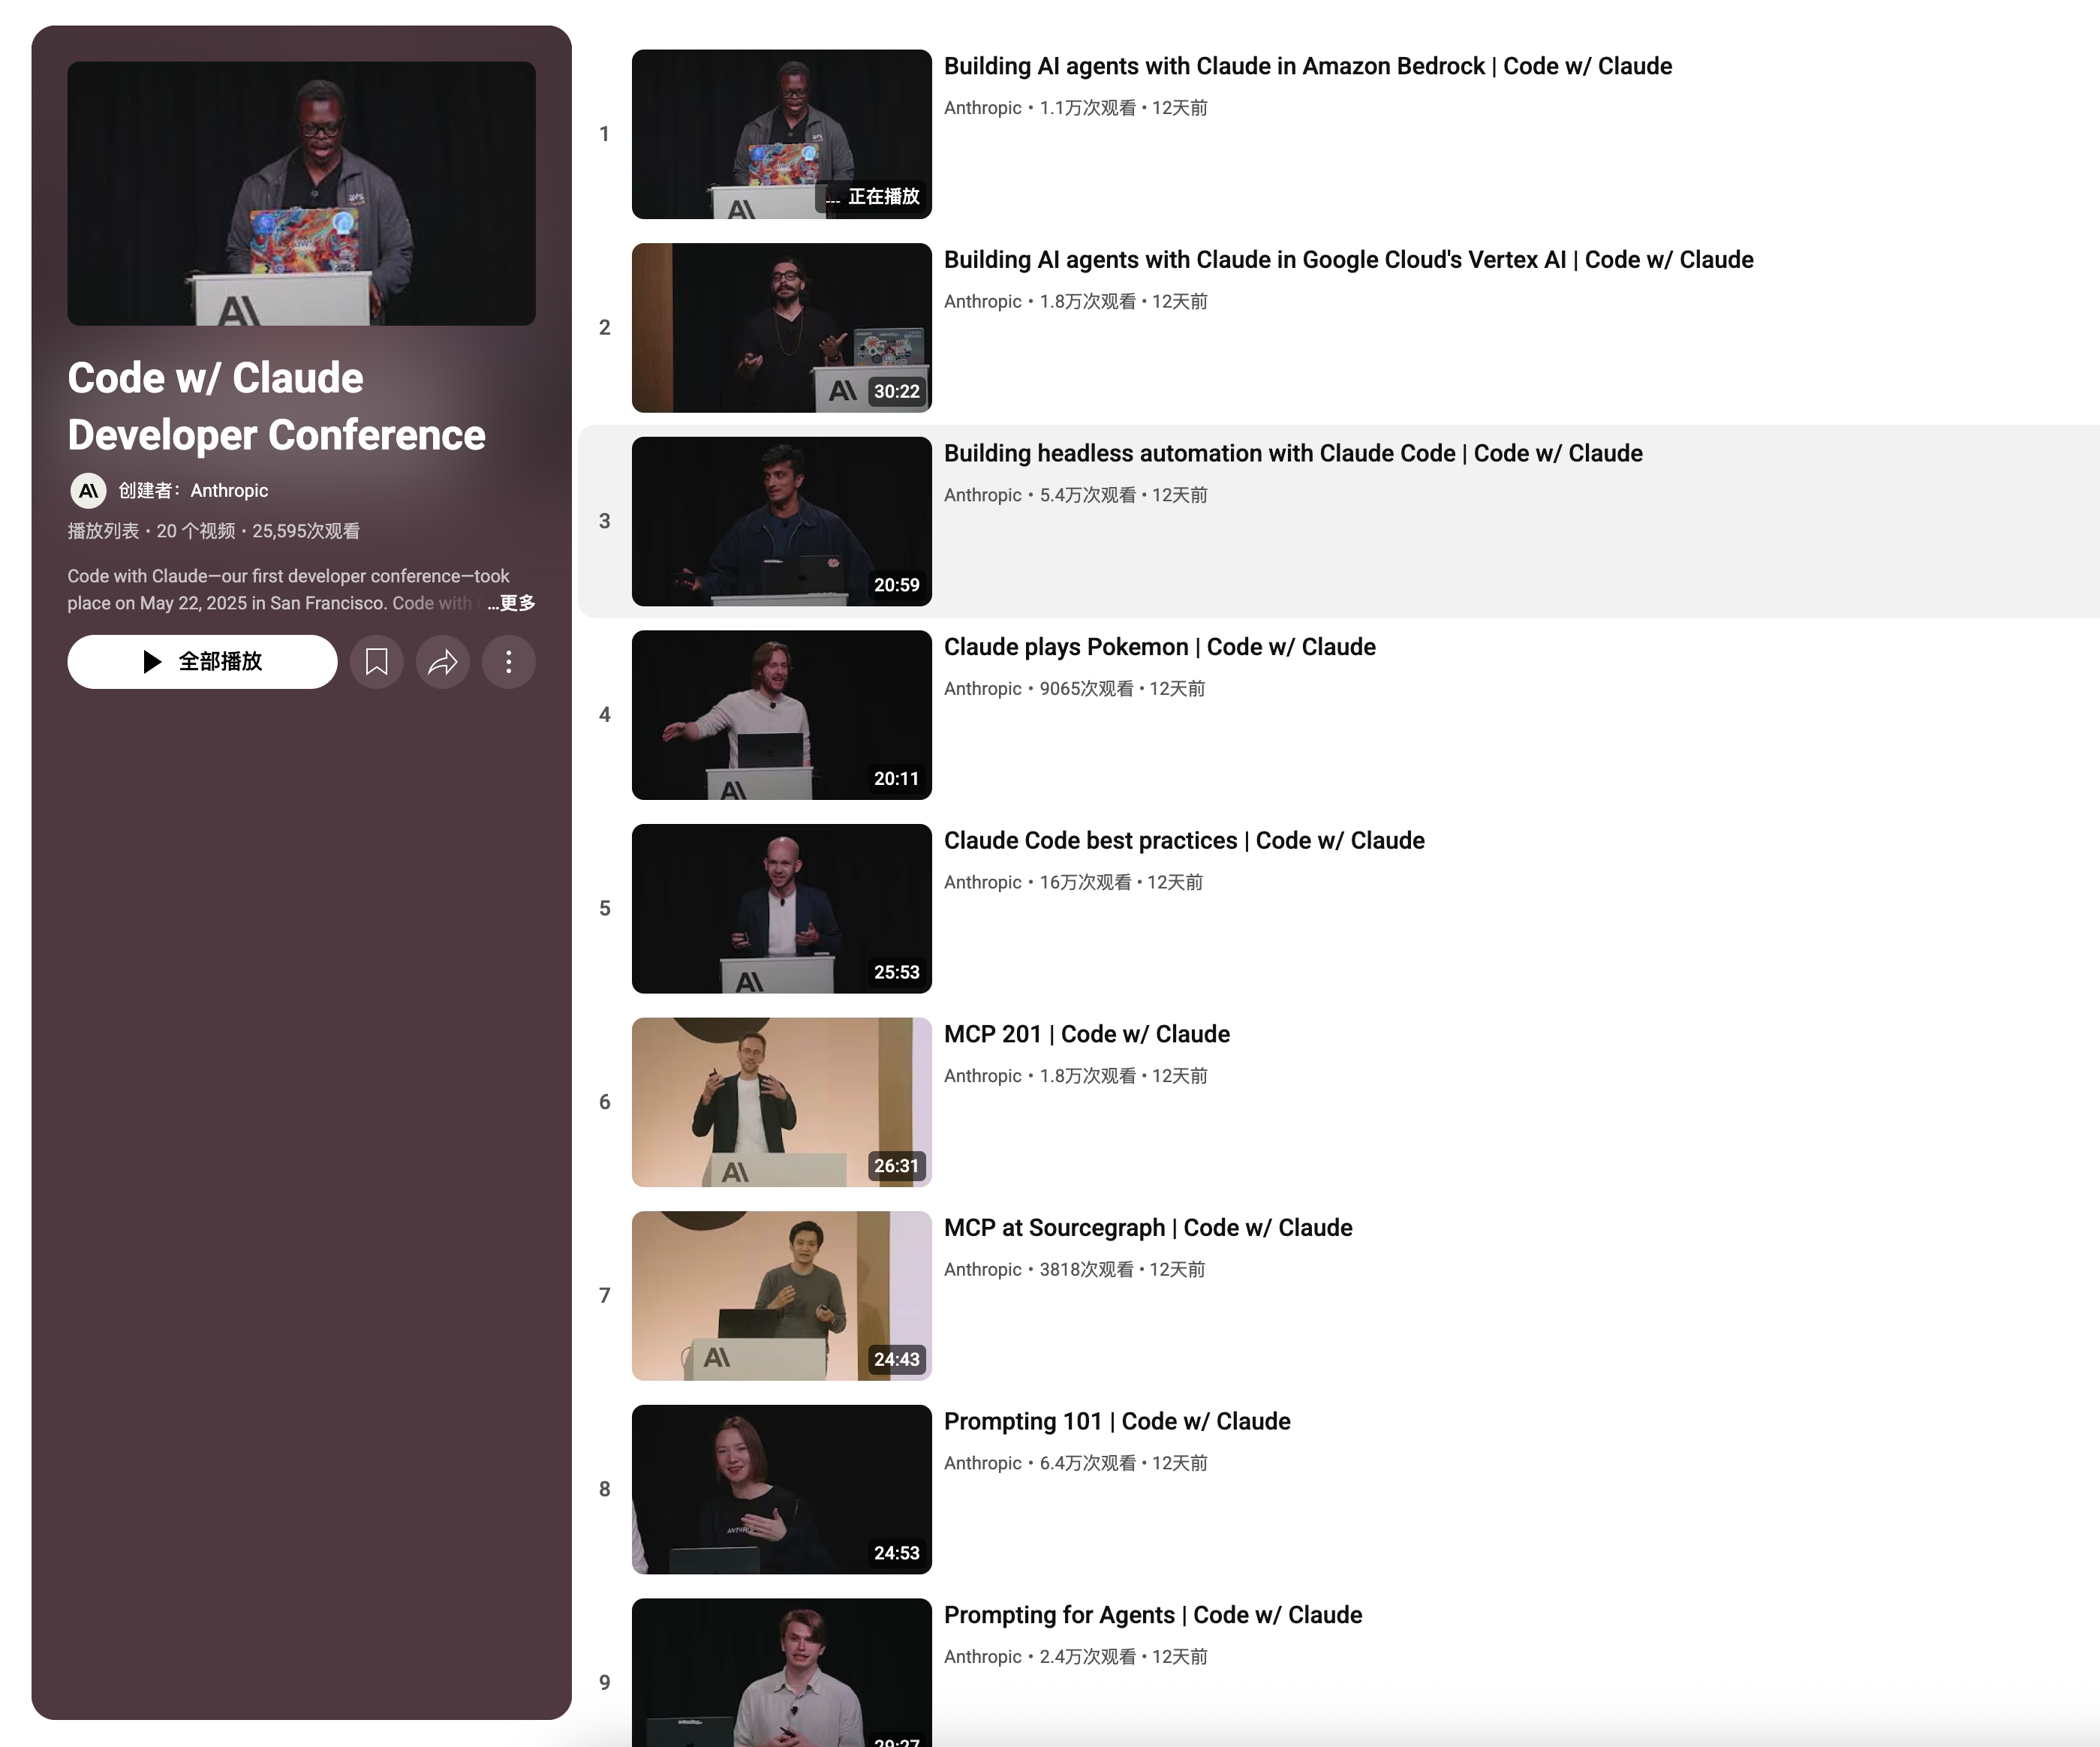 Code w/ Claude
Developer Conference
创建者：Anthropic
播放列表 • 20 个视频 • 25,595次观看
Code with Claude—our first developer conference—took
place on May 22, 2025 in San Francisco. Code with ...更多
全部播放
1
正在播放
Building AI agents with Claude in Amazon Bedrock | Code w/ Claude
Anthropic • 1.1万次观看 • 12天前
2
30:22
Building AI agents with Claude in Google Cloud's Vertex AI | Code w/ Claude
Anthropic • 1.8万次观看 • 12天前
3
20:59
Building headless automation with Claude Code | Code w/ Claude
Anthropic • 5.4万次观看 • 12天前
4
20:11
Claude plays Pokemon | Code w/ Claude
Anthropic • 9065次观看 • 12天前
5
25:53
Claude Code best practices | Code w/ Claude
Anthropic • 16万次观看 • 12天前
6
26:31
MCP 201 | Code w/ Claude
Anthropic • 1.8万次观看 • 12天前
7
24:43
MCP at Sourcegraph | Code w/ Claude
Anthropic • 3818次观看 • 12天前
8
24:53
Prompting 101 | Code w/ Claude
Anthropic • 6.4万次观看 • 12天前
9
Prompting for Agents | Code w/ Claude
Anthropic • 2.4万次观看 • 12天前